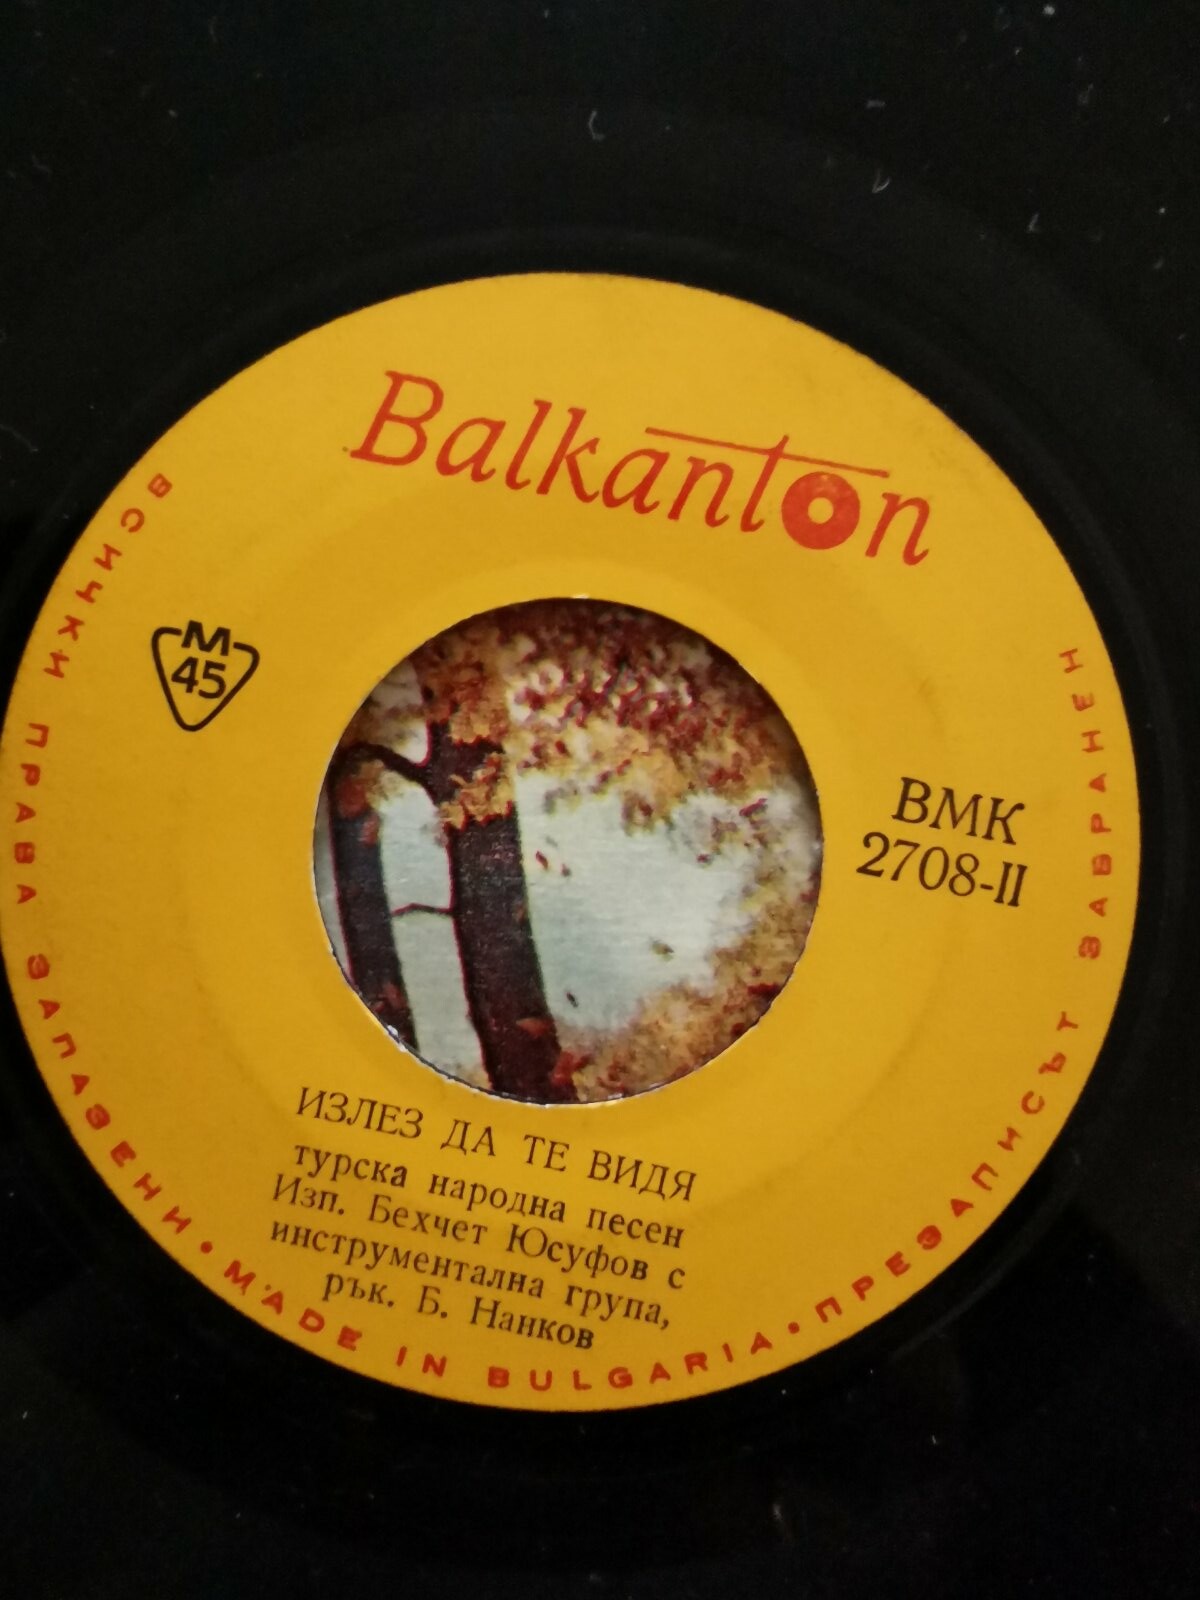 Balkanton
M
45
ВМК
2708-II
ИЗЛЕЗ ДА ТЕ ВИДЯ
турска народна песен
Изп. Бехчет Юсуфов с
инструментална група,
рък. Б. Нанков
ВСИЧКИ ПРАВА ЗАПАЗЕНИ • MADE IN BULGARIA • ПРЕЗАПИСЪТ ЗАБРАНЕН